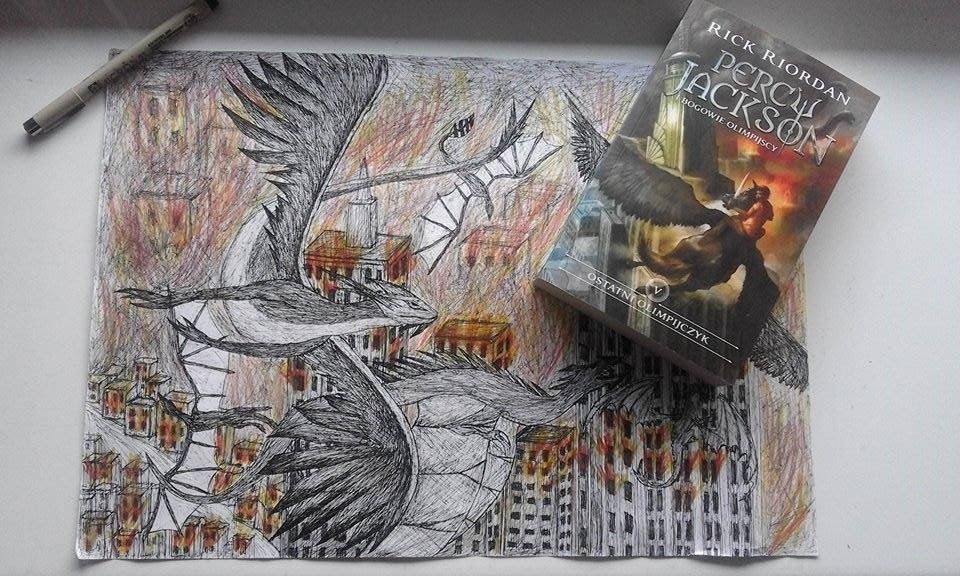 RICK RIORDAN
PERCY
JACKSON
BOGOWIE OLIMPIJSCY
V
OSTATNI OLIMPIJCZYK